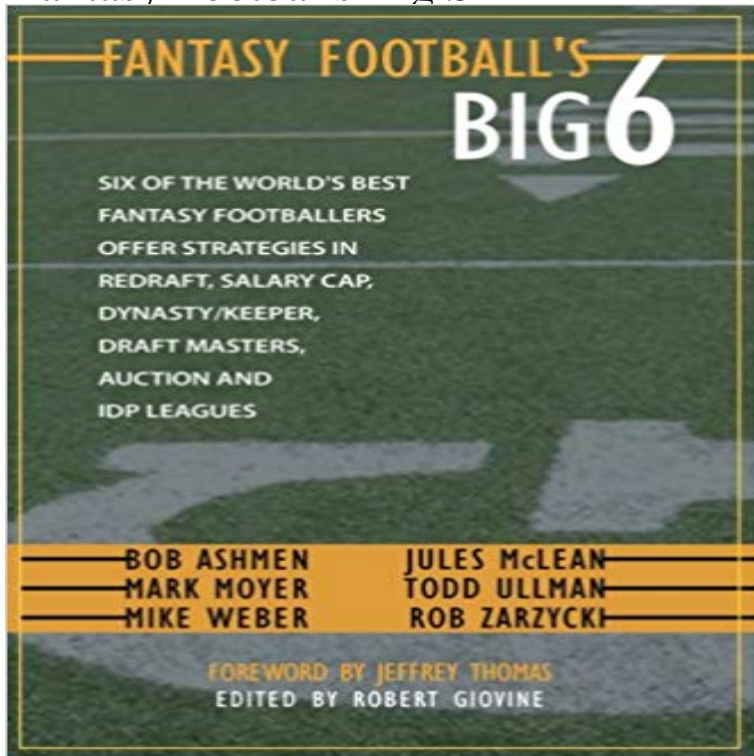 FANTASY FOOTBALL'S
BIG 6
SIX OF THE WORLD'S BEST
FANTASY FOOTBALLERS
OFFER STRATEGIES IN
REDRAFT, SALARY CAP,
DYNASTY/KEEPER,
DRAFT MASTERS,
AUCTION AND
IDP LEAGUES
BOB ASHMEN JULES McLEAN
MARK MOYER TODD ULLMAN
MIKE WEBER ROB ZARZYCKI
FOREWORD BY JEFFREY THOMAS
EDITED BY ROBERT GIOVINE